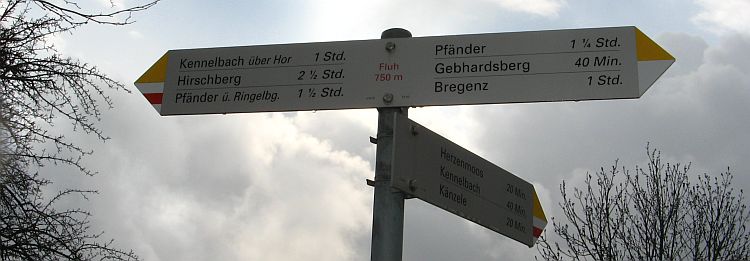 Kennelbach über Hor 1 Std.
Hirschberg 2 ½ Std.
Pfänder ü. Ringelbg. 1 ½ Std.
Fluh
750 m
Pfänder 1 ¼ Std.
Gebhardsberg 40 Min.
Bregenz 1 Std.
Herzenmoos 20 Min.
Kennelbach 40 Min.
Känzele 20 Min.